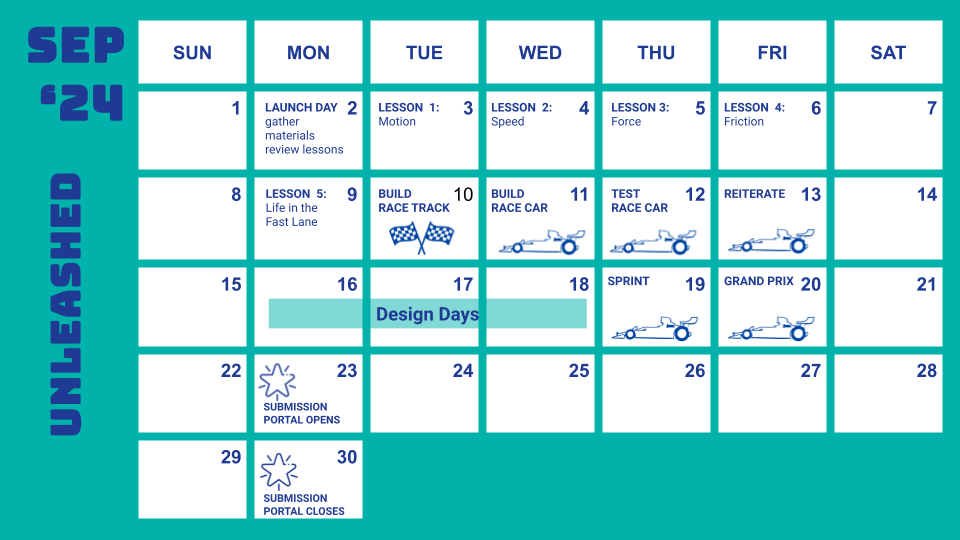 SEP
‘24
UNLEASHED
SUN MON TUE WED THU FRI SAT
1
LAUNCH DAY 2
gather
materials
review lessons
LESSON 1: 3
Motion
LESSON 2: 4
Speed
LESSON 3: 5
Force
LESSON 4: 6
Friction
7
8
LESSON 5: 9
Life in the
Fast Lane
BUILD 10
RACE TRACK
BUILD 11
RACE CAR
TEST 12
RACE CAR
REITERATE 13
14
15
16
17
18
Design Days
SPRINT 19
GRAND PRIX 20
21
22
23
SUBMISSION
PORTAL OPENS
24
25
26
27
28
29
30
SUBMISSION
PORTAL CLOSES